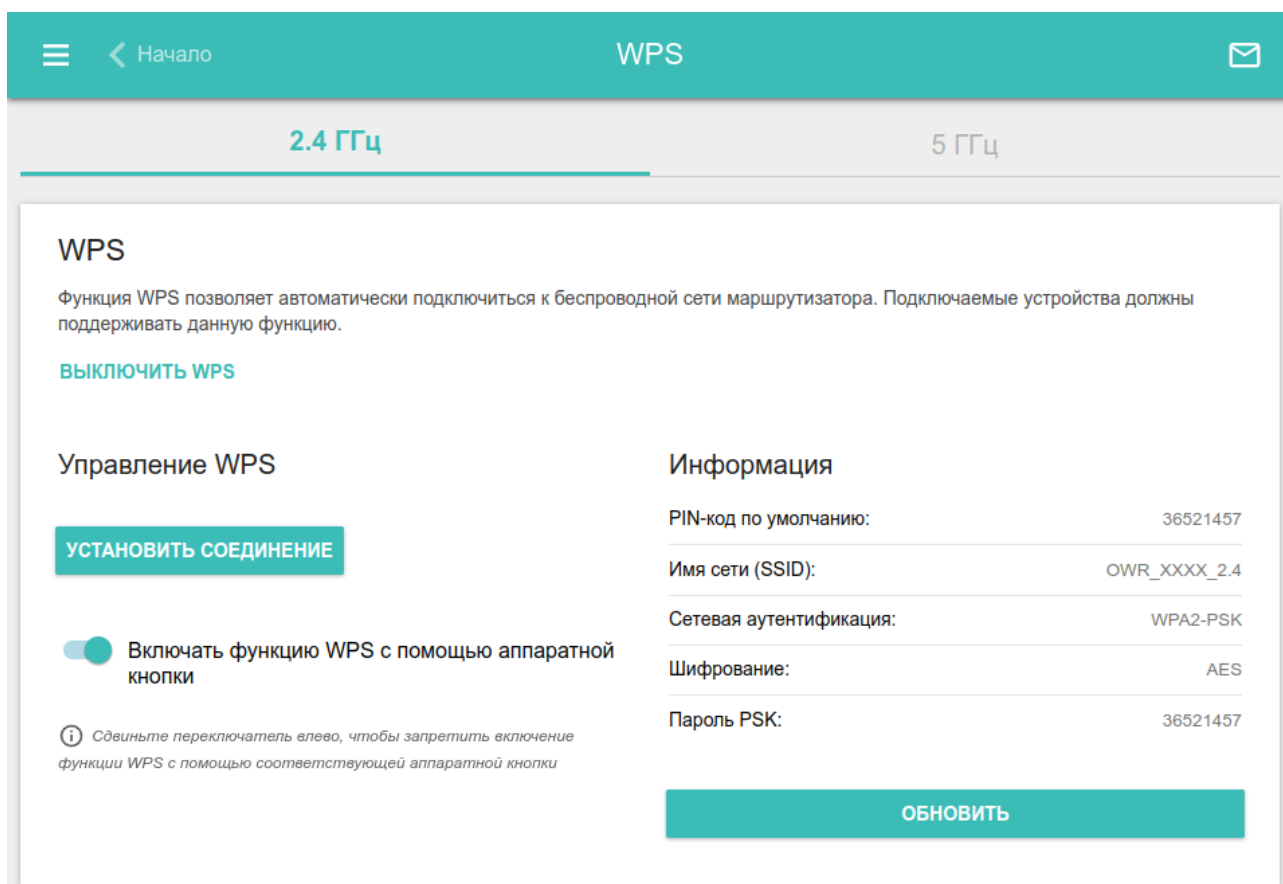 Начало
WPS
2.4 ГГц
5 ГГц
WPS
Функция WPS позволяет автоматически подключиться к беспроводной сети маршрутизатора. Подключаемые устройства должны
поддерживать данную функцию.
ВЫКЛЮЧИТЬ WPS
Управление WPS
УСТАНОВИТЬ СОЕДИНЕНИЕ
Включать функцию WPS с помощью аппаратной
кнопки
Сдвиньте переключатель влево, чтобы запретить включение
функции WPS с помощью соответствующей аппаратной кнопки
Информация
PIN-код по умолчанию: 36521457
Имя сети (SSID): OWR_XXXX_2.4
Сетевая аутентификация: WPA2-PSK
Шифрование: AES
Пароль PSK: 36521457
ОБНОВИТЬ